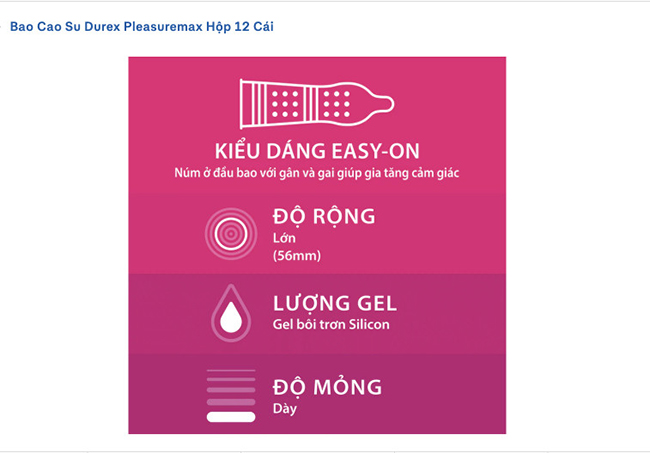 Bao Cao Su Durex Pleasuremax Hộp 12 Cái
KIỂU DÁNG EASY-ON
Núm ở đầu bao với gân và gai giúp gia tăng cảm giác
ĐỘ RỘNG
Lớn
(56mm)
LƯỢNG GEL
Gel bôi trơn Silicon
ĐỘ MỎNG
Dày